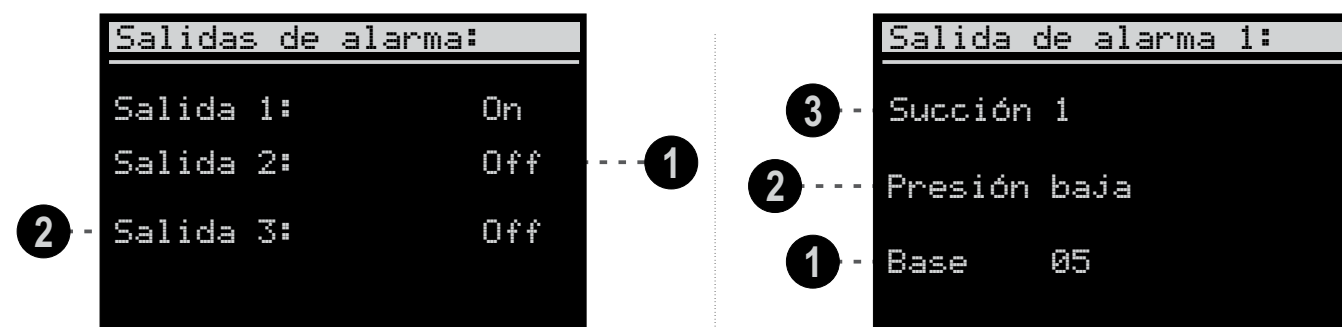 Salidas de alarma:
Salida 1: On
Salida 2: Off
1
2
Salida 3: Off
Salida de alarma 1:
3
Succión 1
2
Presión baja
1
Base 05